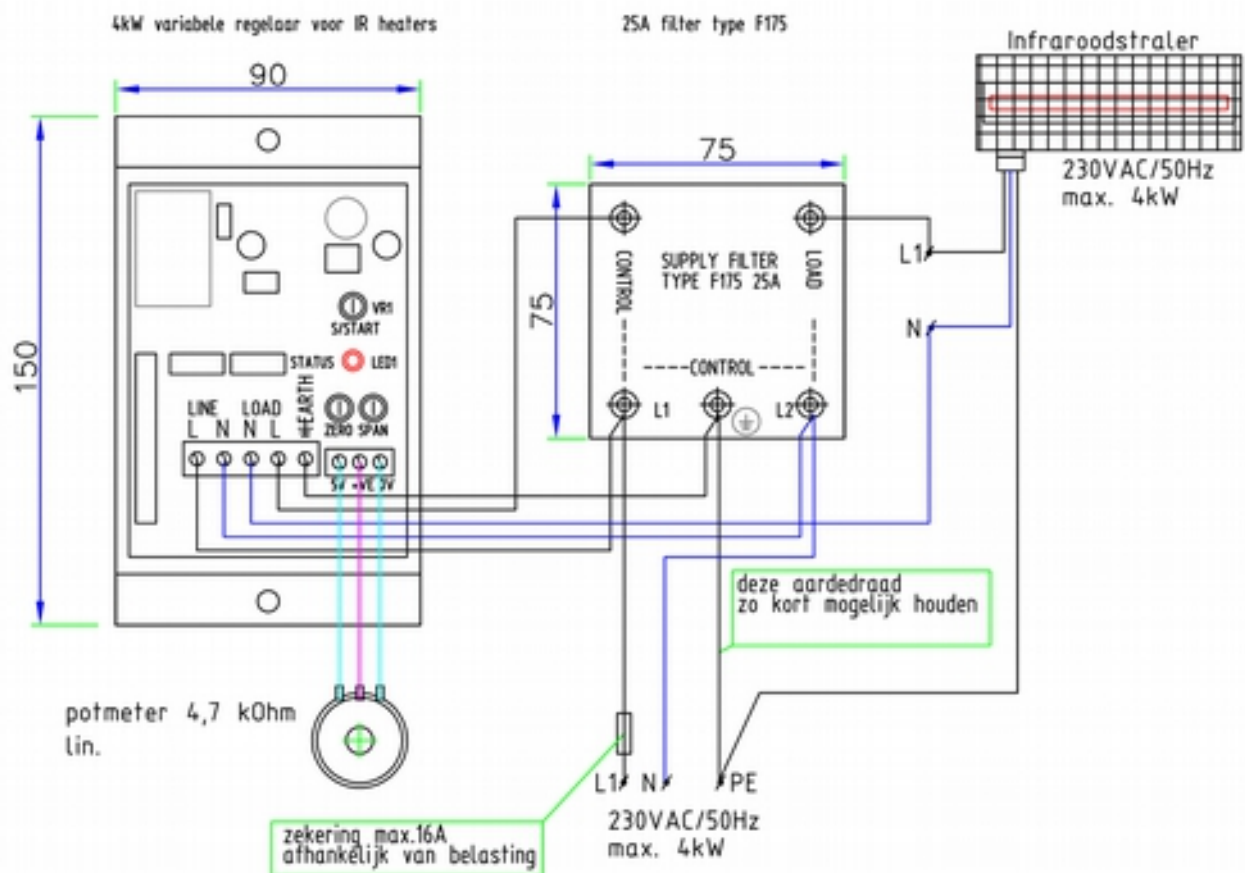 4kW variabele regelaar voor IR heaters
25A filter type F175
Infraroodstraler
90
75
230VAC/50Hz
max. 4kW
150
75
CONTROL
SUPPLY FILTER
TYPE F175 25A
LOAD
L1
N
VR1
S/START
STATUS
LED1
----CONTROL----
L1
L2
LINE
LOAD
EARTH
L N N L
ZERO SPAN
5V +VE 0V
deze aardedraad
zo kort mogelijk houden
potmeter 4,7 kOhm
lin.
L1 N PE
230VAC/50Hz
max. 4kW
zekering max.16A
afhankelijk van belasting